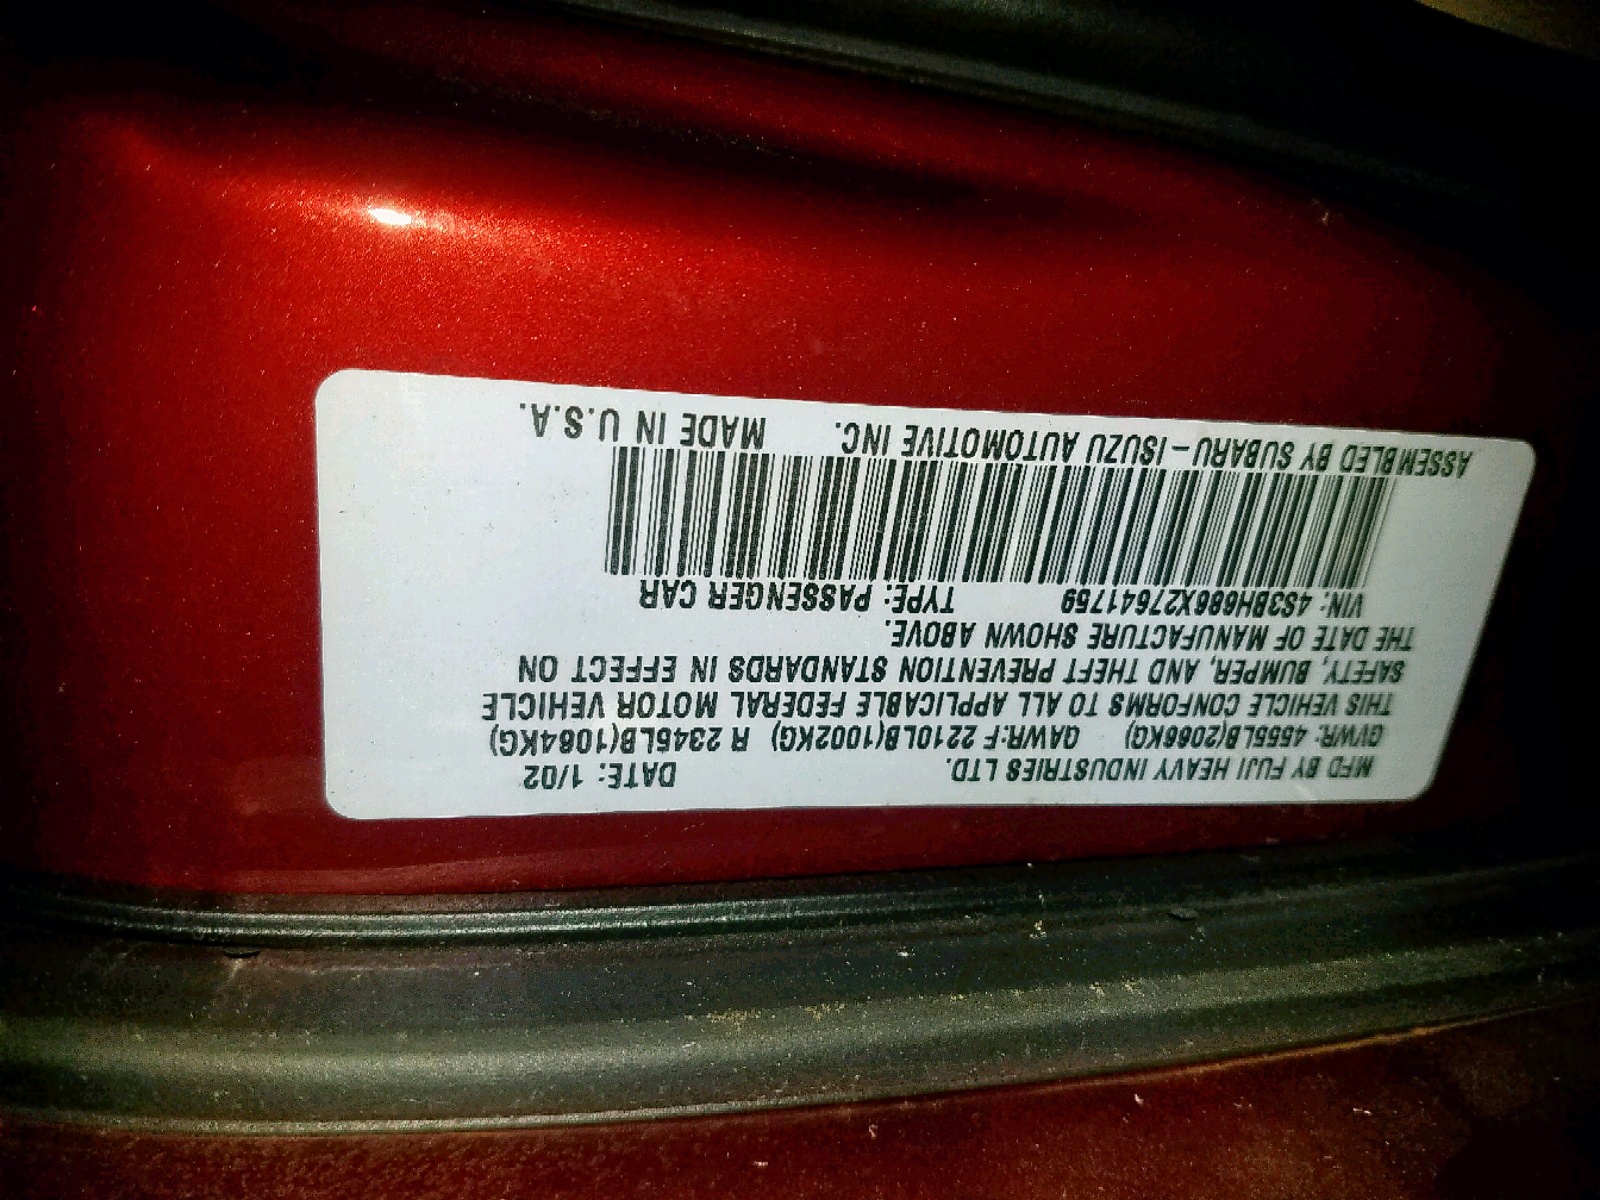 MFD BY FUJI HEAVY INDUSTRIES LTD. DATE: 1/02
GVWR: 4555LB(2066KG) GAWR:F 2210LB(1002KG) R 2345LB(1064KG)
THIS VEHICLE CONFORMS TO ALL APPLICABLE FEDERAL MOTOR VEHICLE
SAFETY, BUMPER, AND THEFT PREVENTION STANDARDS IN EFFECT ON
THE DATE OF MANUFACTURE SHOWN ABOVE.
VIN: 4S3BH686X27641759 TYPE: PASSENGER CAR
ASSEMBLED BY SUBARU-ISUZU AUTOMOTIVE INC. MADE IN U.S.A.